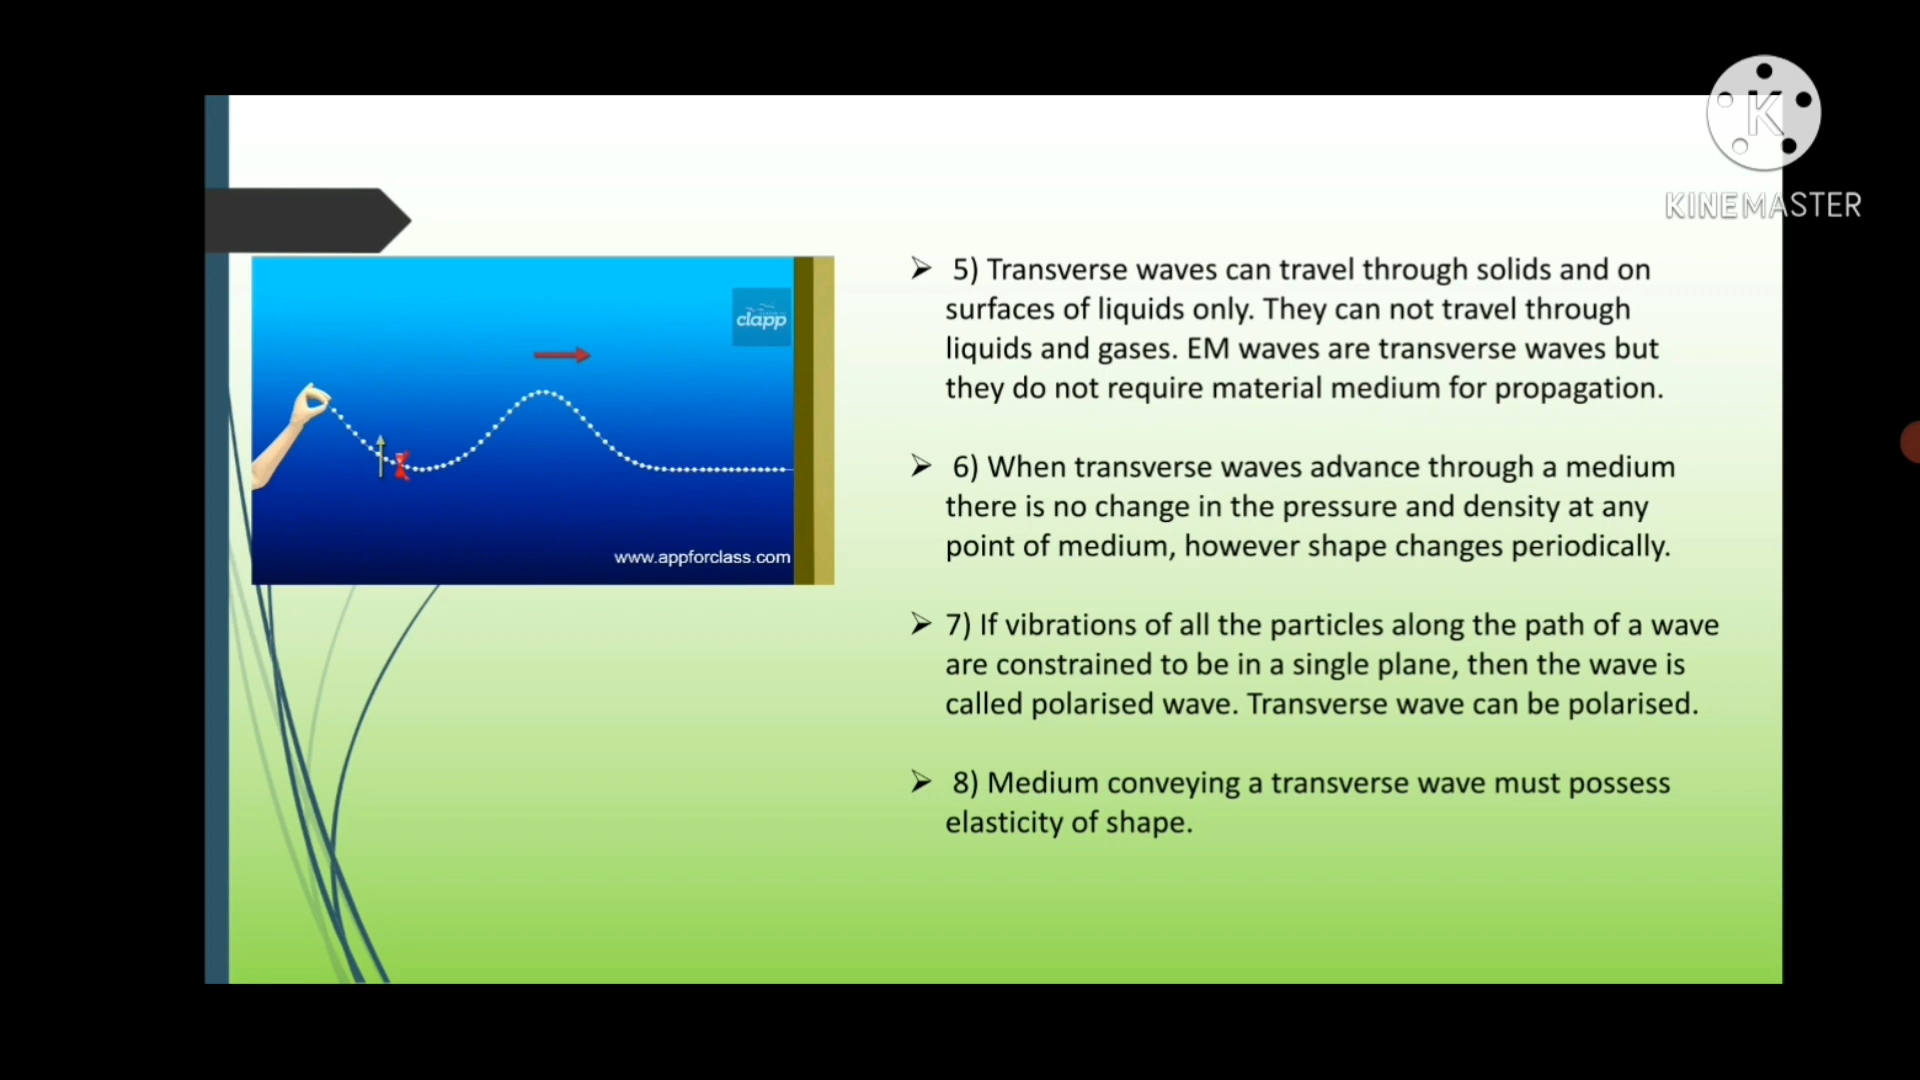 K
KINEMASTER
clapp
www.appforclass.com
➢ 5) Transverse waves can travel through solids and on
surfaces of liquids only. They can not travel through
liquids and gases. EM waves are transverse waves but
they do not require material medium for propagation.
➢ 6) When transverse waves advance through a medium
there is no change in the pressure and density at any
point of medium, however shape changes periodically.
➢ 7) If vibrations of all the particles along the path of a wave
are constrained to be in a single plane, then the wave is
called polarised wave. Transverse wave can be polarised.
➢ 8) Medium conveying a transverse wave must possess
elasticity of shape.